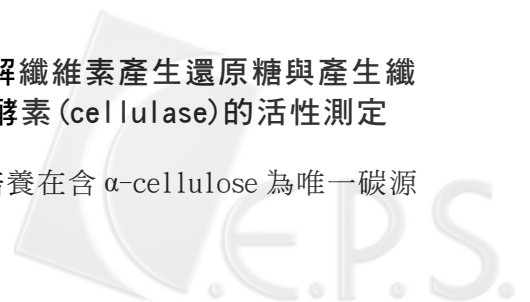 解纖維素產生還原糖與產生纖
酵素(cellulase)的活性測定
培養在含 α-cellulose 為唯一碳源
C.E.P.S.